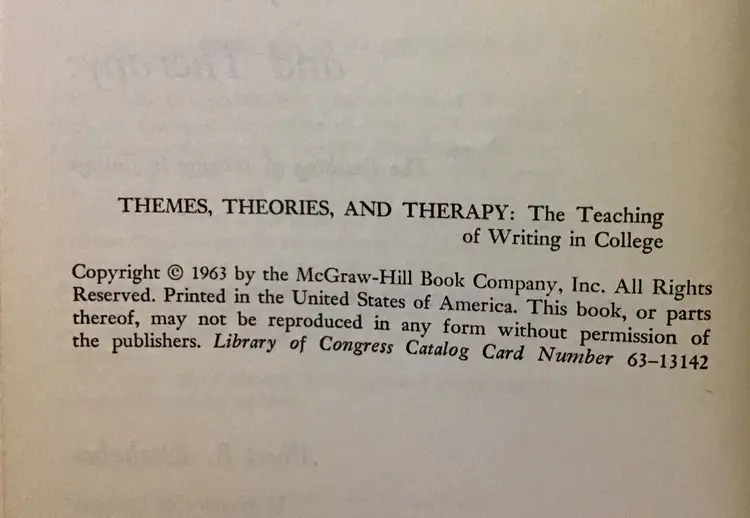 THEMES, THEORIES, AND THERAPY: The Teaching
of Writing in College
Copyright © 1963 by the McGraw-Hill Book Company, Inc. All Rights
Reserved. Printed in the United States of America. This book, or parts
thereof, may not be reproduced in any form without permission of
the publishers. Library of Congress Catalog Card Number 63–13142